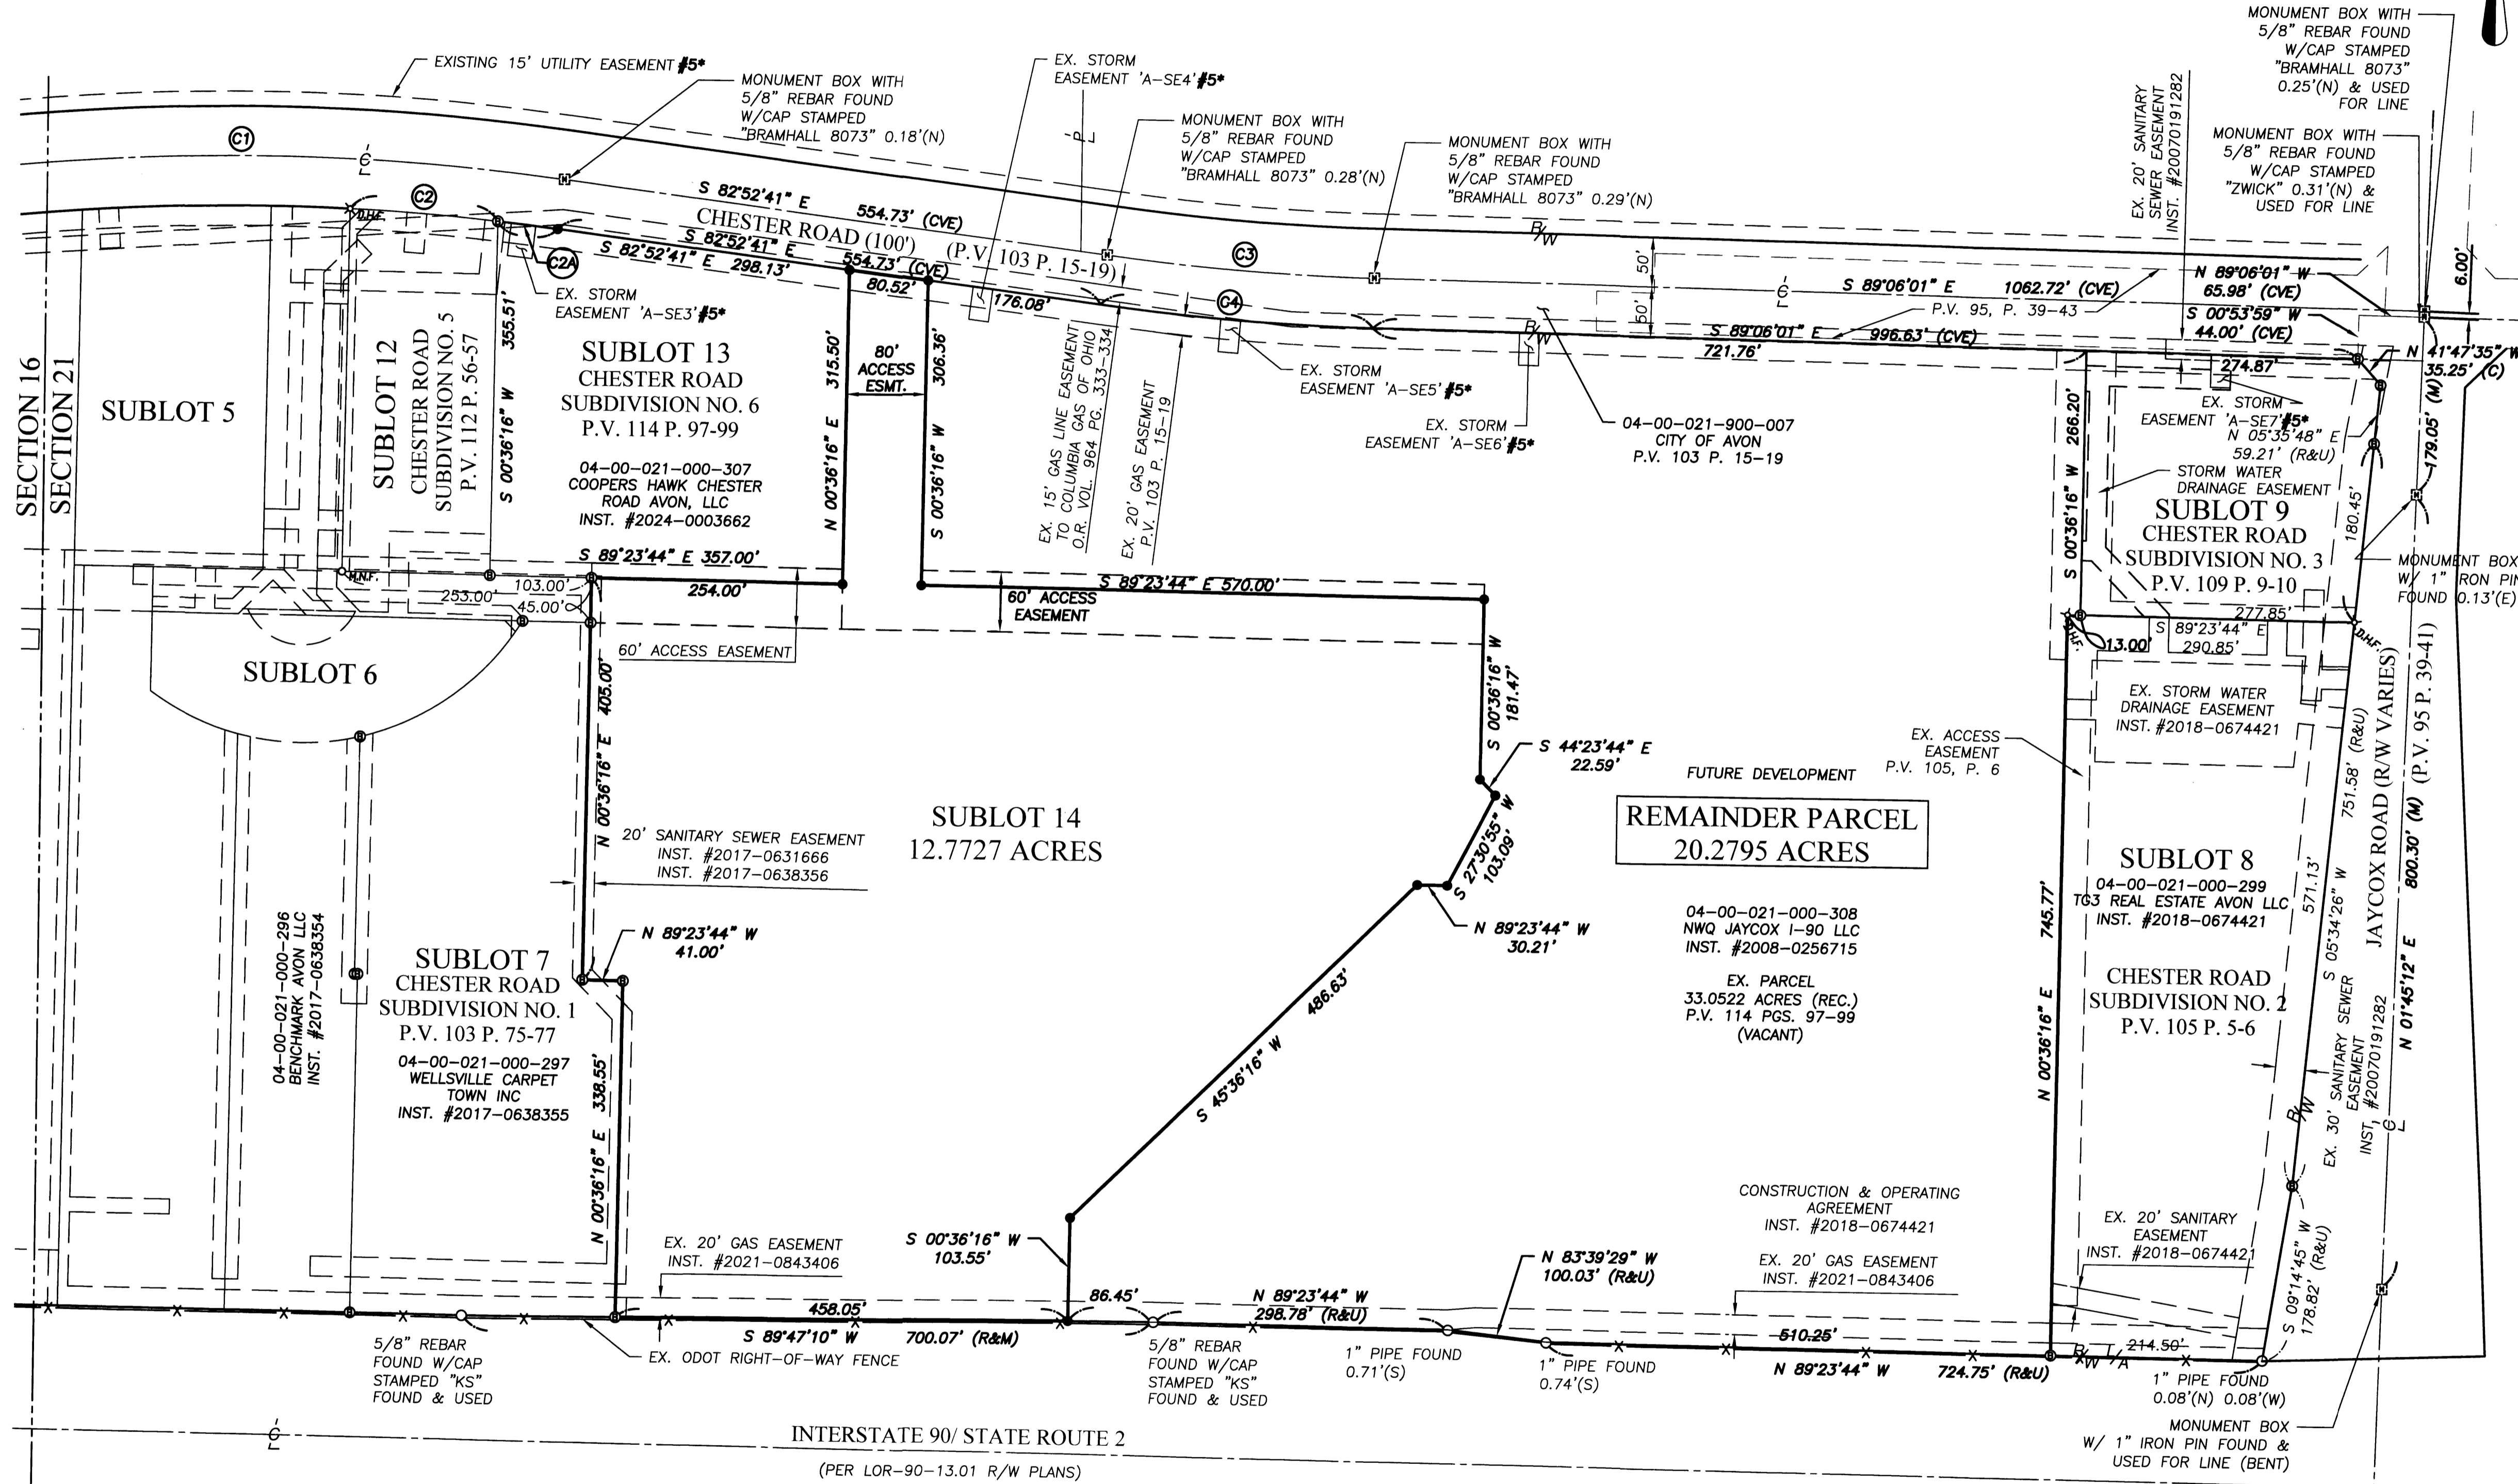 EXISTING 15' UTILITY EASEMENT #5*
MONUMENT BOX WITH
5/8" REBAR FOUND
W/CAP STAMPED
"BRAMHALL 8073" 0.18'(N)
EX. STORM
EASEMENT 'A-SE4' #5*
MONUMENT BOX WITH
5/8" REBAR FOUND
W/CAP STAMPED
"BRAMHALL 8073" 0.28'(N)
MONUMENT BOX WITH
5/8" REBAR FOUND
W/CAP STAMPED
"BRAMHALL 8073" 0.29'(N)
EX. 20' SANITARY
SEWER EASEMENT
INST. #20070191282
MONUMENT BOX WITH
5/8" REBAR FOUND
W/CAP STAMPED
"BRAMHALL 8073"
0.25'(N) & USED
FOR LINE
MONUMENT BOX WITH
5/8" REBAR FOUND
W/CAP STAMPED
"ZWICK" 0.31'(N) &
USED FOR LINE
6.00'
C1
C2
C2A
C3
C4
D.H.F.
S 82°52'41" E 554.73' (CVE)
CHESTER ROAD (100')
(P.V. 103 P. 15-19)
S 82°52'41" E 554.73' (CVE)
S 82°52'41" E 298.13'
80.52'
176.08'
R/W
50'
50'
S 89°06'01" E 1062.72' (CVE)
P.V. 95, P. 39-43
N 89°06'01" W
65.98' (CVE)
S 00°53'59" W
44.00' (CVE)
R/W
S 89°06'01" E 996.63' (CVE)
721.76'
274.87'
N 41°47'35" W
35.25' (C)
SECTION 16
SECTION 21
SUBLOT 5
SUBLOT 12
CHESTER ROAD
SUBDIVISION NO. 5
P.V. 112 P. 56-57
S 00°36'16" W 355.51'
EX. STORM
EASEMENT 'A-SE3' #5*
SUBLOT 13
CHESTER ROAD
SUBDIVISION NO. 6
P.V. 114 P. 97-99
04-00-021-000-307
COOPERS HAWK CHESTER
ROAD AVON, LLC
INST. #2024-0003662
N 00°36'16" E 315.50'
80'
ACCESS
ESMT.
S 00°36'16" W 306.36'
EX. 15' GAS LINE EASEMENT
TO COLUMBIA GAS OF OHIO
O.R. VOL. 964 PG. 333-334
EX. 20' GAS EASEMENT
P.V. 103 P. 15-19
EX. STORM
EASEMENT 'A-SE5' #5*
EX. STORM
EASEMENT 'A-SE6' #5*
04-00-021-900-007
CITY OF AVON
P.V. 103 P. 15-19
S 00°36'16" W 266.20'
EX. STORM
EASEMENT 'A-SE7' #5*
N 05°35'48" E
59.21' (R&U)
STORM WATER
DRAINAGE EASEMENT
SUBLOT 9
CHESTER ROAD
SUBDIVISION NO. 3
P.V. 109 P. 9-10
180.45'
179.05' (M)
MONUMENT BOX
W/ 1" IRON PIN
FOUND 0.13'(E)
M.N.F.
S 89°23'44" E 357.00'
103.00'
253.00'
45.00'
254.00'
S 89°23'44" E 570.00'
60' ACCESS
EASEMENT
60' ACCESS EASEMENT
277.85'
S 89°23'44" E
290.85'
13.00'
D.H.F.
D.H.F.
SUBLOT 6
N 00°36'16" E 405.00'
S 00°36'16" W
181.47'
S 44°23'44" E
22.59'
S 27°30'55" W
103.09'
N 89°23'44" W
30.21'
FUTURE DEVELOPMENT
REMAINDER PARCEL
20.2795 ACRES
04-00-021-000-308
NWQ JAYCOX I-90 LLC
INST. #2008-0256715
EX. PARCEL
33.0522 ACRES (REC.)
P.V. 114 PGS. 97-99
(VACANT)
EX. ACCESS
EASEMENT
P.V. 105, P. 6
EX. STORM WATER
DRAINAGE EASEMENT
INST. #2018-0674421
SUBLOT 14
12.7727 ACRES
20' SANITARY SEWER EASEMENT
INST. #2017-0631666
INST. #2017-0638356
N 89°23'44" W
41.00'
04-00-021-000-296
BENCHMARK AVON LLC
INST. #2017-0638354
SUBLOT 7
CHESTER ROAD
SUBDIVISION NO. 1
P.V. 103 P. 75-77
04-00-021-000-297
WELLSVILLE CARPET
TOWN INC
INST. #2017-0638355
N 00°36'16" E 338.55'
S 45°36'16" W 486.63'
N 00°36'16" E 745.77'
SUBLOT 8
04-00-021-000-299
TG3 REAL ESTATE AVON LLC
INST. #2018-0674421
CHESTER ROAD
SUBDIVISION NO. 2
P.V. 105 P. 5-6
571.13'
S 05°34'26" W 751.58' (R&U)
JAYCOX ROAD (R/W VARIES)
(P.V. 95 P. 39-41)
N 01°45'12" E 800.30' (M)
R/W
EX. 30' SANITARY SEWER
EASEMENT
INST. #20070191282
S 09°14'45" W
178.82' (R&U)
EX. 20' SANITARY
EASEMENT
INST. #2018-0674421
CONSTRUCTION & OPERATING
AGREEMENT
INST. #2018-0674421
EX. 20' GAS EASEMENT
INST. #2021-0843406
N 83°39'29" W
100.03' (R&U)
S 00°36'16" W
103.55'
EX. 20' GAS EASEMENT
INST. #2021-0843406
458.05'
86.45'
N 89°23'44" W
298.78' (R&U)
S 89°47'10" W 700.07' (R&M)
EX. ODOT RIGHT-OF-WAY FENCE
510.25'
N 89°23'44" W 724.75' (R&U)
R/W L/A
214.50'
5/8" REBAR
FOUND W/CAP
STAMPED "KS"
FOUND & USED
5/8" REBAR
FOUND W/CAP
STAMPED "KS"
FOUND & USED
1" PIPE FOUND
0.71'(S)
1" PIPE FOUND
0.74'(S)
1" PIPE FOUND
0.08'(N) 0.08'(W)
MONUMENT BOX
W/ 1" IRON PIN FOUND &
USED FOR LINE (BENT)
INTERSTATE 90/ STATE ROUTE 2
(PER LOR-90-13.01 R/W PLANS)